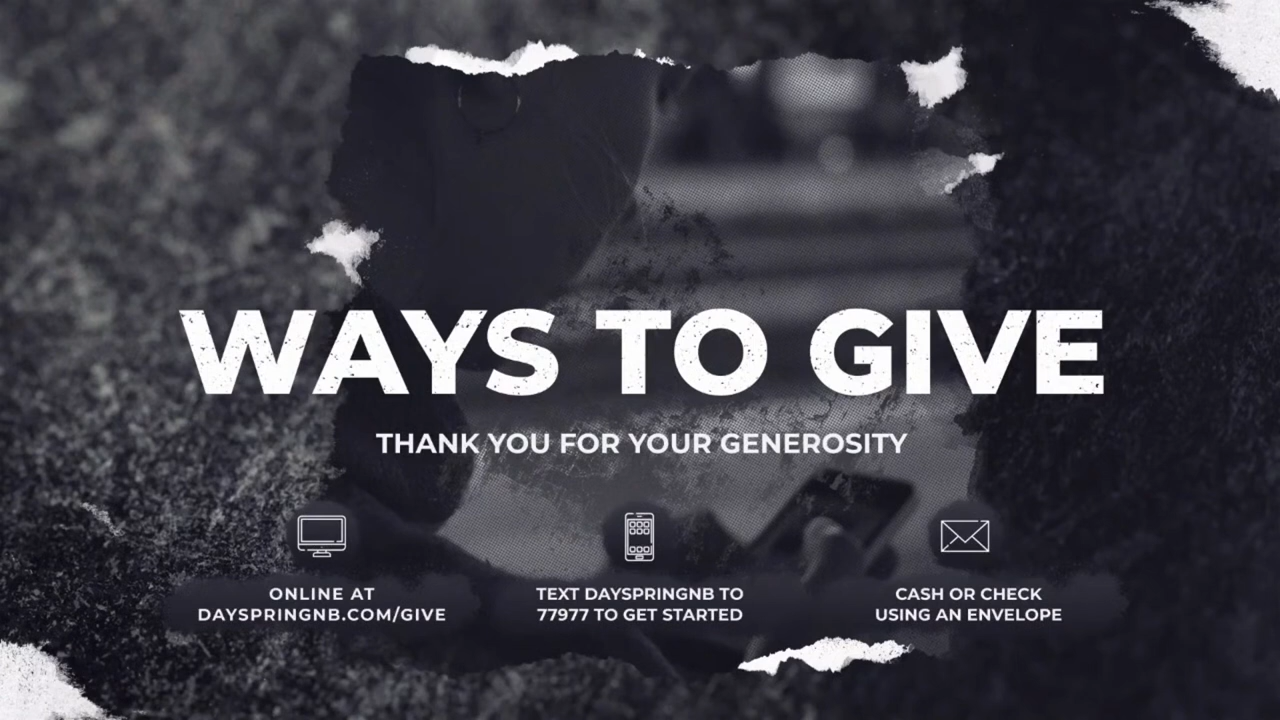 WAYS TO GIVE
THANK YOU FOR YOUR GENEROSITY
ONLINE AT
DAYSPRINGNB.COM/GIVE
TEXT DAYSPRINGNB TO
77977 TO GET STARTED
CASH OR CHECK
USING AN ENVELOPE